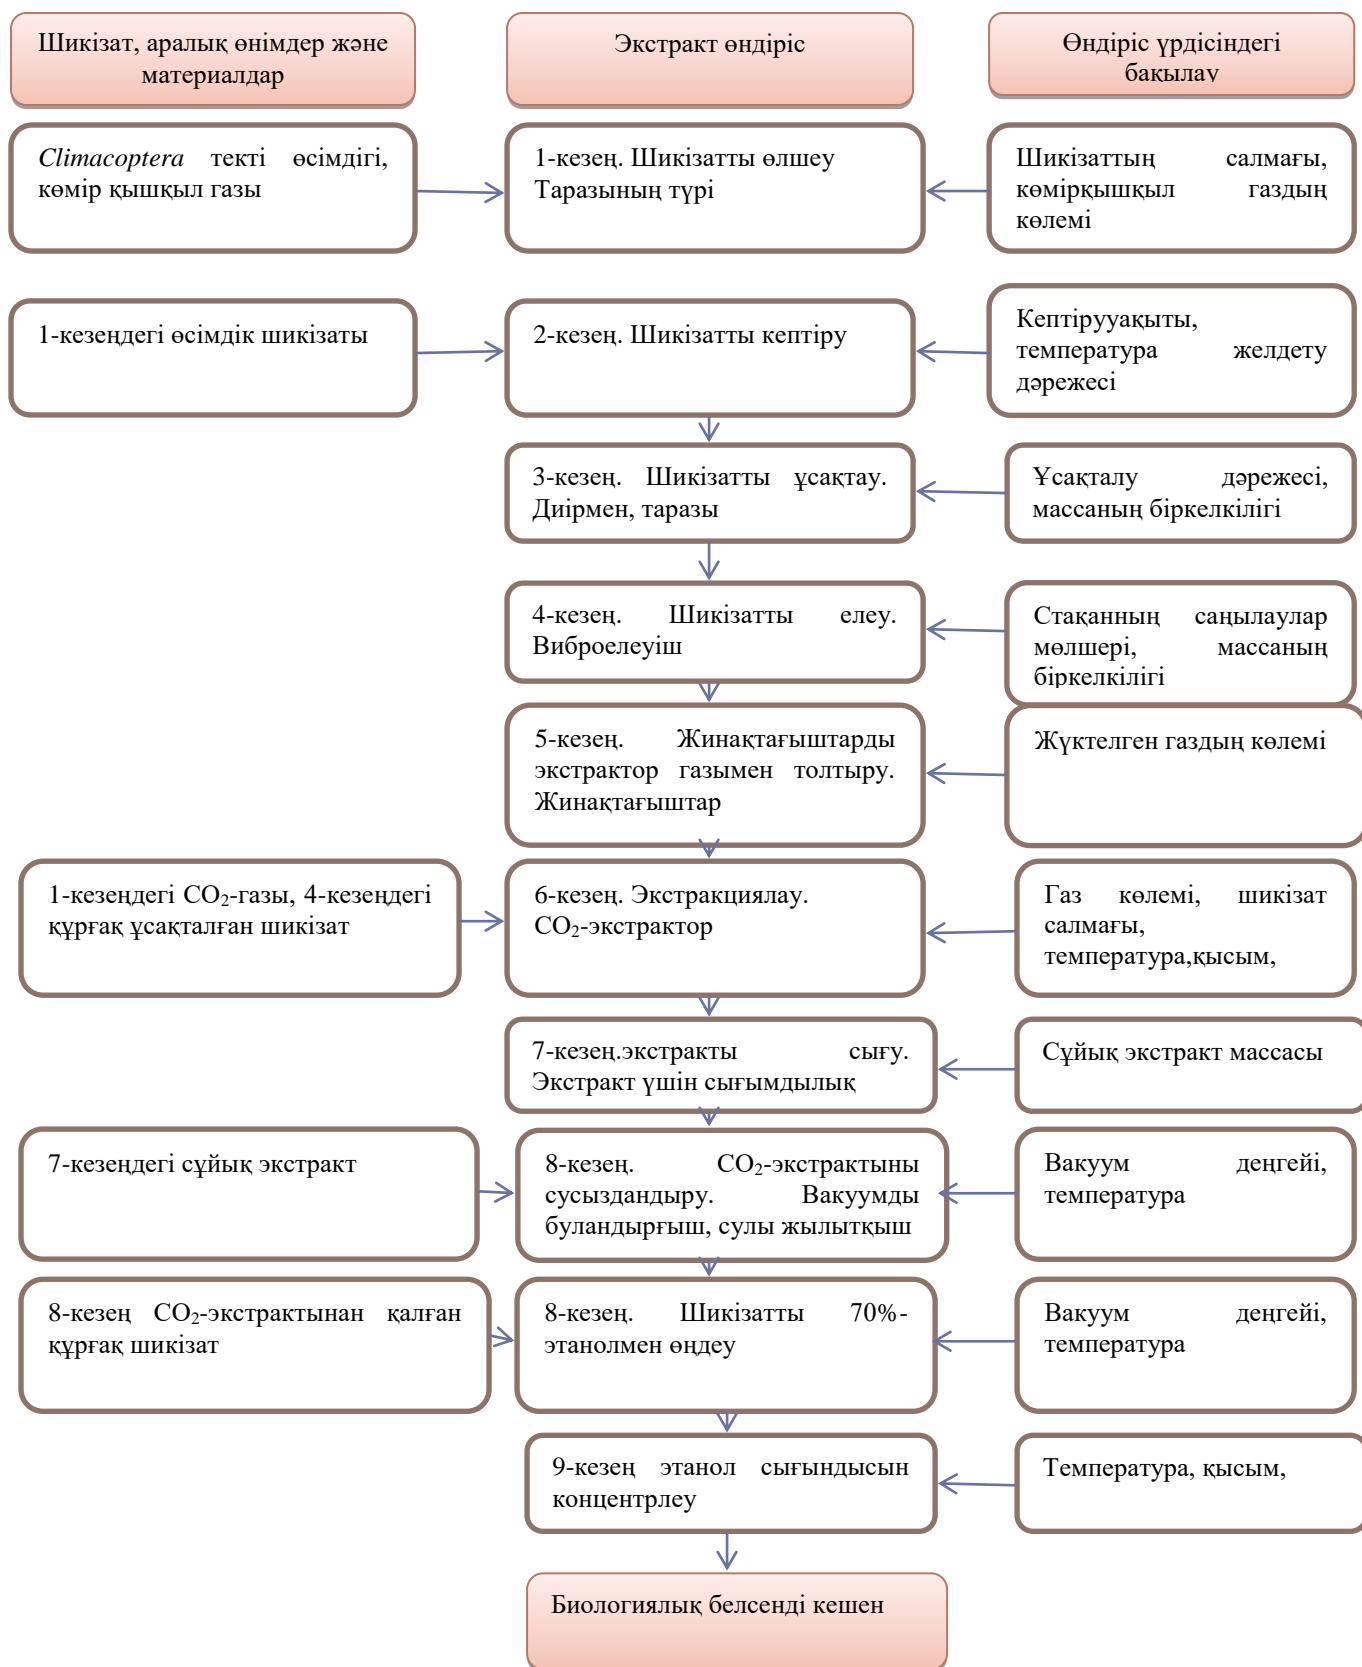 Шикізат, аралық өнімдер және
материалдар
Экстракт өндіріс
Өндіріс үрдісіндегі
бақылау
Climacoptera текті өсімдігі,
көмір қышқыл газы
1-кезең. Шикізатты өлшеу
Таразының түрі
Шикізаттың салмағы,
көмірқышқыл газдың
көлемі
1-кезеңдегі өсімдік шикізаты
2-кезең. Шикізатты кептіру
Кептірууақыты,
температура желдету
дәрежесі
3-кезең. Шикізатты ұсақтау.
Диірмен, таразы
Ұсақталу дәрежесі,
массаның біркелкілігі
4-кезең. Шикізатты елеу.
Виброелеуіш
Стақанның саңылаулар
мөлшері, массаның
біркелкілігі
5-кезең. Жинақтағыштарды
экстрактор газымен толтыру.
Жинақтағыштар
Жүктелген газдың көлемі
1-кезеңдегі CO₂-газы, 4-кезеңдегі
құрғақ ұсақталған шикізат
6-кезең. Экстракциялау.
CO₂-экстрактор
Газ көлемі, шикізат
салмағы,
температура,қысым,
7-кезең.экстракты сығу.
Экстракт үшін сығымдылық
Сұйық экстракт массасы
7-кезеңдегі сұйық экстракт
8-кезең. CO₂-экстрактыны
сусыздандыру. Вакуумды
буландырғыш, сулы жылытқыш
Вакуум деңгейі,
температура
8-кезең CO₂-экстрактынан қалған
құрғақ шикізат
8-кезең. Шикізатты 70%-
этанолмен өңдеу
Вакуум деңгейі,
температура
9-кезең этанол сығындысын
концентрлеу
Температура, қысым,
Биологиялық белсенді кешен